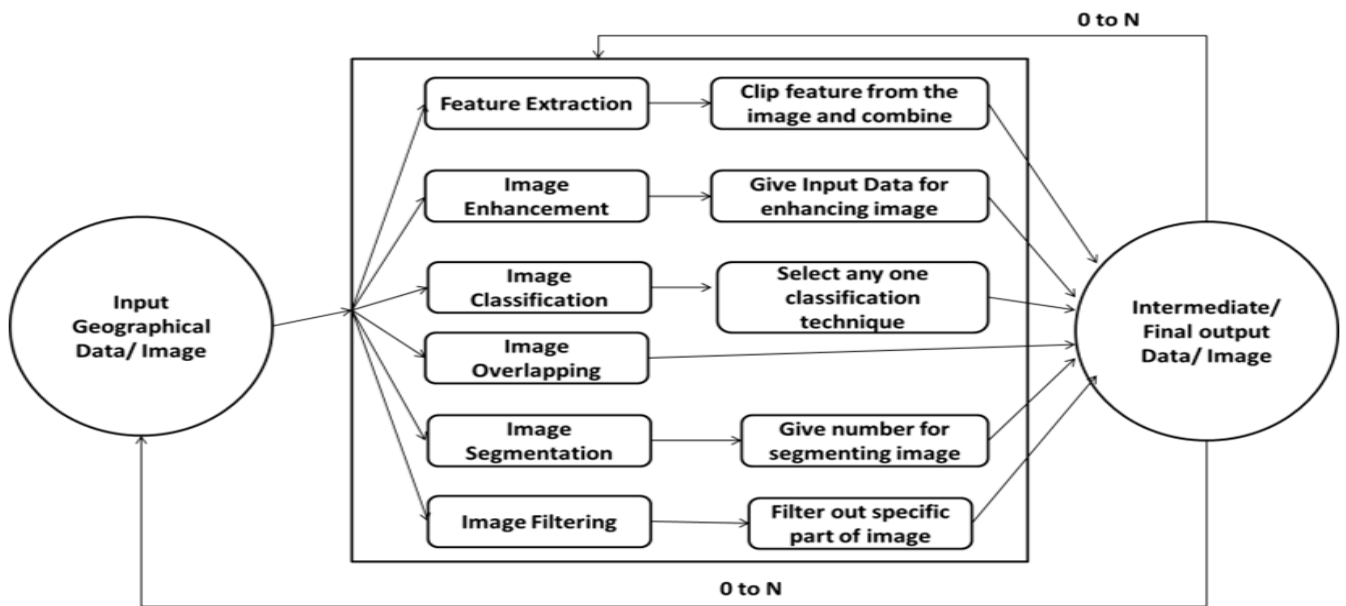 0 to N
Feature Extraction
Clip feature from the
image and combine
Image
Enhancement
Give Input Data for
enhancing image
Input
Geographical
Data/ Image
Image
Classification
Select any one
classification
technique
Intermediate/
Final output
Data/ Image
Image
Overlapping
Image
Segmentation
Give number for
segmenting image
Image Filtering
Filter out specific
part of image
0 to N